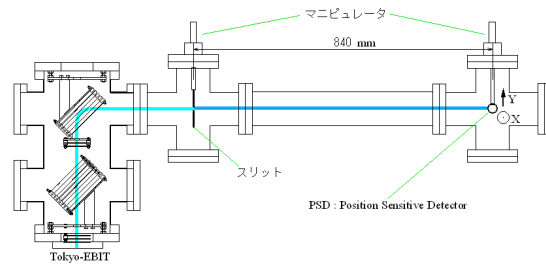 マニピュレータ
840 mm
Y
X
スリット
PSD : Position Sensitive Detector
Tokyo-EBIT